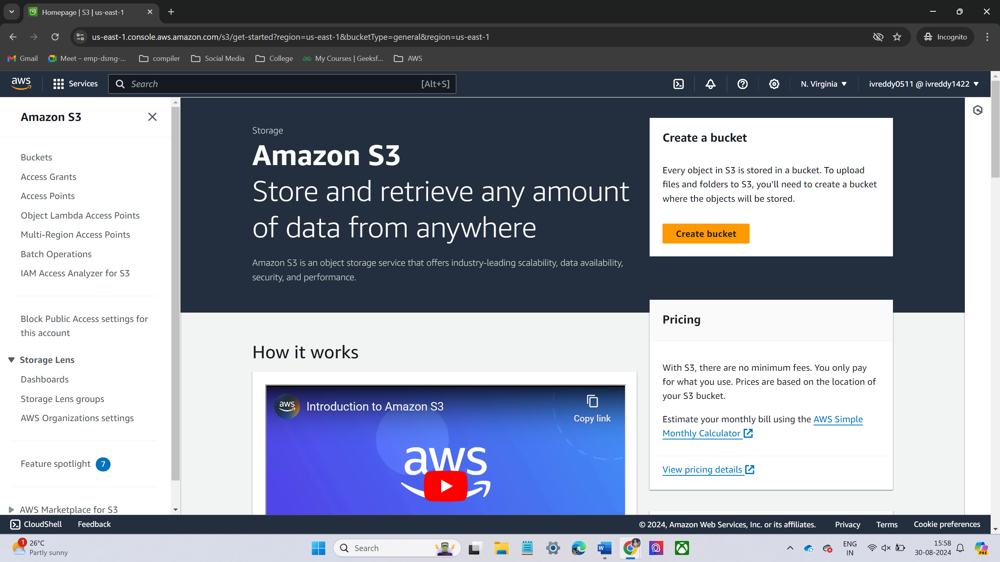 Homepage | S3 | us-east-1
us-east-1.console.aws.amazon.com/s3/get-started?region=us-east-1&bucketType=general&region=us-east-1
Incognito
Gmail
Meet – emp-dsmg-...
compiler
Social Media
College
My Courses | Geeksf...
AWS
aws
Services
Search
[Alt+S]
N. Virginia
ivreddy0511 @ ivreddy1422
Amazon S3
Buckets
Access Grants
Access Points
Object Lambda Access Points
Multi-Region Access Points
Batch Operations
IAM Access Analyzer for S3
Block Public Access settings for
this account
Storage Lens
Dashboards
Storage Lens groups
AWS Organizations settings
Feature spotlight 7
AWS Marketplace for S3
Storage
Amazon S3
Store and retrieve any amount
of data from anywhere
Amazon S3 is an object storage service that offers industry-leading scalability, data availability,
security, and performance.
How it works
aws
Introduction to Amazon S3
Copy link
aws
Create a bucket
Every object in S3 is stored in a bucket. To upload
files and folders to S3, you’ll need to create a bucket
where the objects will be stored.
Create bucket
Pricing
With S3, there are no minimum fees. You only pay
for what you use. Prices are based on the location of
your S3 bucket.
Estimate your monthly bill using the AWS Simple
Monthly Calculator
View pricing details
CloudShell
Feedback
© 2024, Amazon Web Services, Inc. or its affiliates.
Privacy
Terms
Cookie preferences
1
26°C
Partly sunny
Search
W
ENG
IN
15:58
30-08-2024
PRE